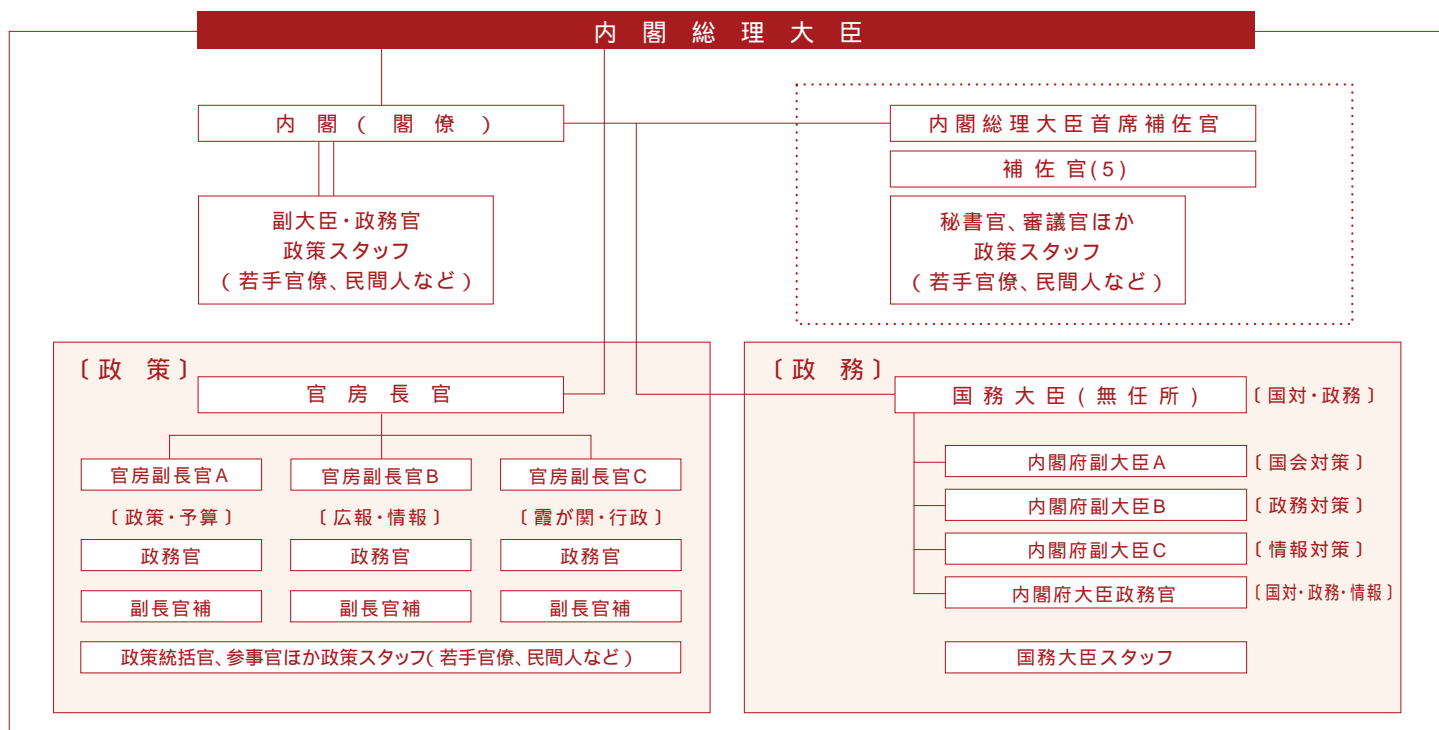 内閣総理大臣
内閣(閣僚)
内閣総理大臣首席補佐官
補佐官(5)
副大臣・政務官
政策スタッフ
(若手官僚、民間人など)
秘書官、審議官ほか
政策スタッフ
(若手官僚、民間人など)
〔政策〕
官房長官
官房副長官A
官房副長官B
官房副長官C
〔政策・予算〕
〔広報・情報〕
〔霞が関・行政〕
政務官
政務官
政務官
副長官補
副長官補
副長官補
政策統括官、参事官ほか政策スタッフ(若手官僚、民間人など)
〔政務〕
国務大臣(無任所)
〔国対・政務〕
内閣府副大臣A
〔国会対策〕
内閣府副大臣B
〔政務対策〕
内閣府副大臣C
〔情報対策〕
内閣府大臣政務官
〔国対・政務・情報〕
国務大臣スタッフ